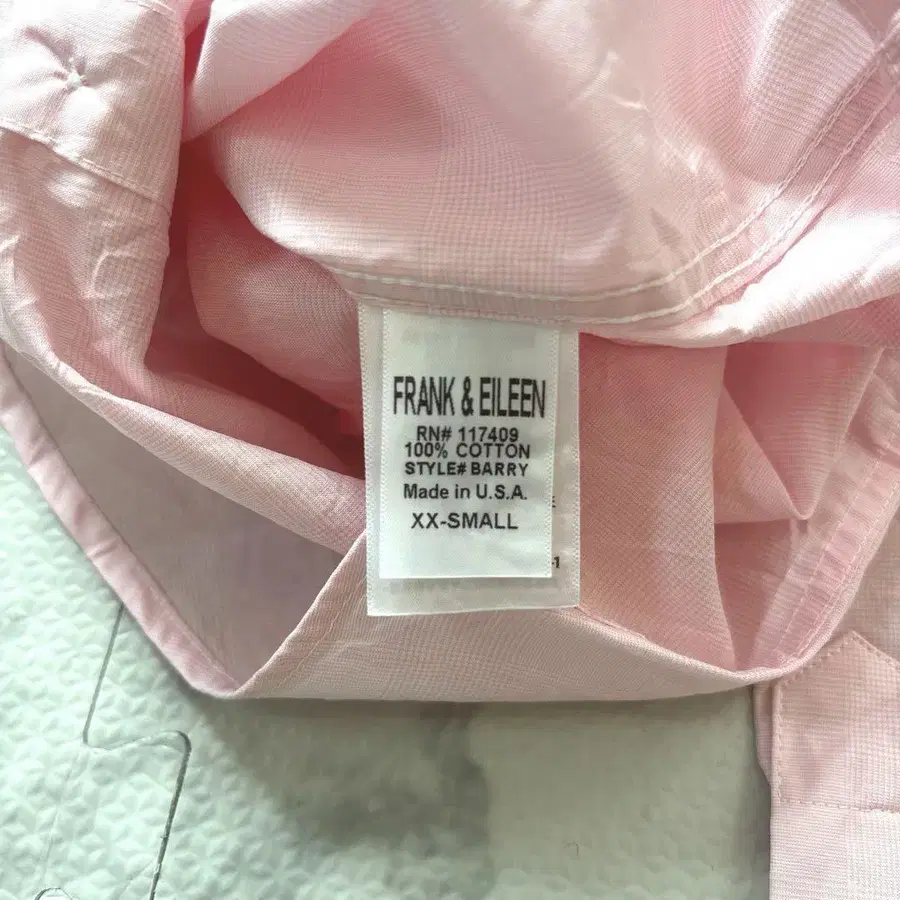 FRANK & EILEEN
RN# 117409
100% COTTON
STYLE# BARRY
Made in U.S.A.
XX-SMALL